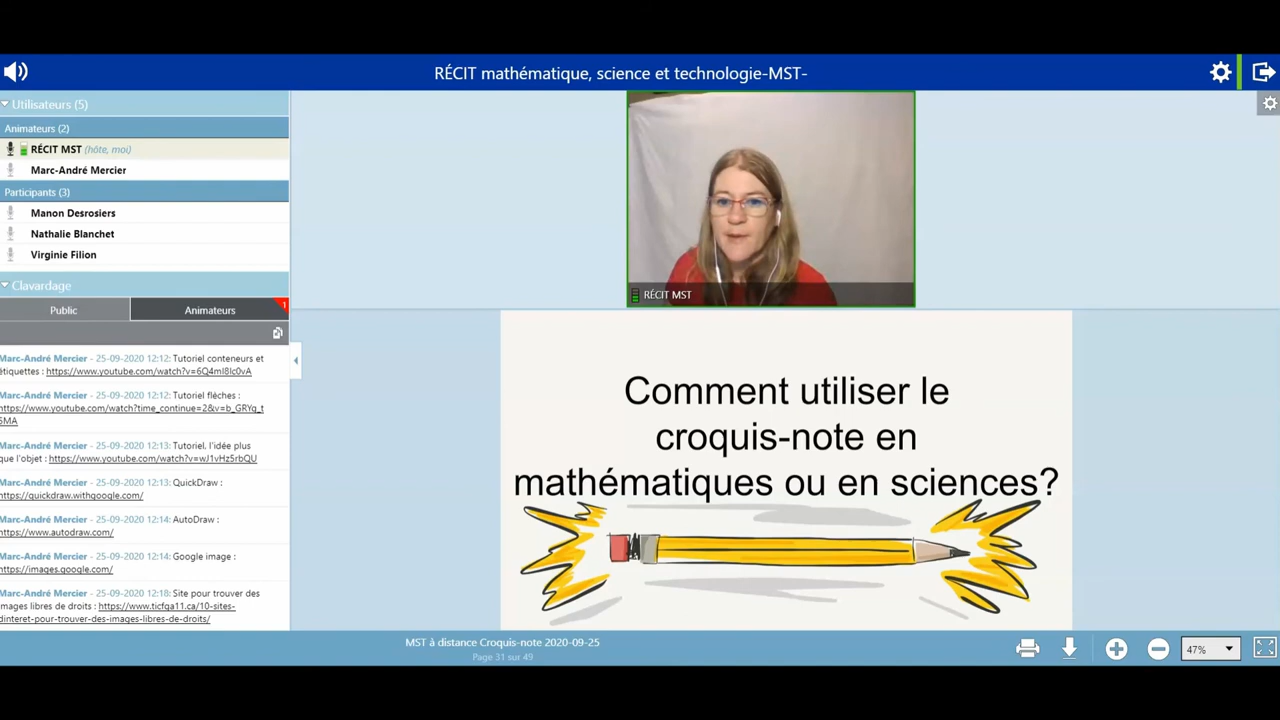 RÉCIT mathématique, science et technologie-MST-
Utilisateurs (5)
Animateurs (2)
RÉCIT MST (hôte, moi)
Marc-André Mercier
Participants (3)
Manon Desrosiers
Nathalie Blanchet
Virginie Filion
Clavardage
Public
Animateurs
1
Marc-André Mercier - 25-09-2020 12:12: Tutoriel conteneurs et
étiquettes : https://www.youtube.com/watch?v=6Q4ml8lc0vA
Marc-André Mercier - 25-09-2020 12:12: Tutoriel flèches :
https://www.youtube.com/watch?time_continue=2&v=b_GRYq_t
5MA
Marc-André Mercier - 25-09-2020 12:13: Tutoriel, l'idée plus
que l'objet : https://www.youtube.com/watch?v=wJ1vHz5rbQU
Marc-André Mercier - 25-09-2020 12:13: QuickDraw :
https://quickdraw.withgoogle.com/
Marc-André Mercier - 25-09-2020 12:14: AutoDraw :
https://www.autodraw.com/
Marc-André Mercier - 25-09-2020 12:14: Google image :
https://images.google.com/
Marc-André Mercier - 25-09-2020 12:18: Site pour trouver des
images libres de droits : https://www.ticfga11.ca/10-sites-
dinteret-pour-trouver-des-images-libres-de-droits/
RÉCIT MST
Comment utiliser le
croquis-note en
mathématiques ou en sciences?
MST à distance Croquis-note 2020-09-25
Page 31 sur 49
47%